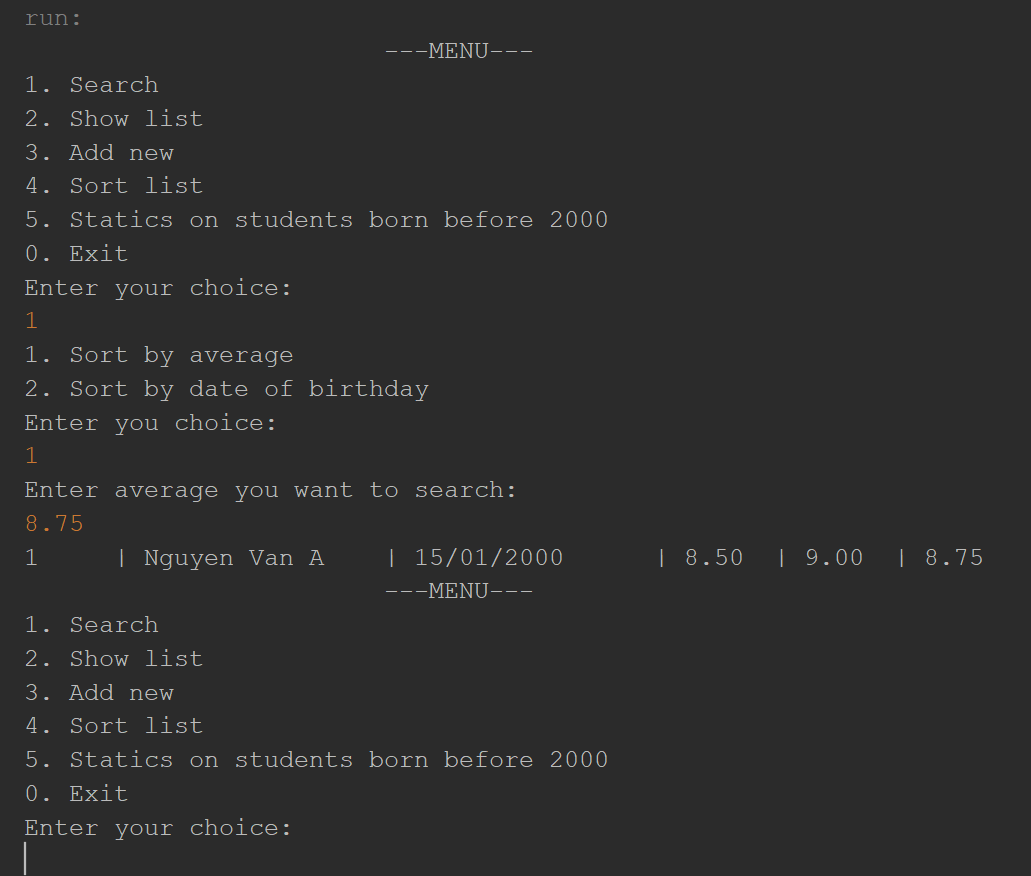 run:
---MENU---
1. Search
2. Show list
3. Add new
4. Sort list
5. Statics on students born before 2000
0. Exit
Enter your choice:
1
1. Sort by average
2. Sort by date of birthday
Enter you choice:
1
Enter average you want to search:
8.75
1 | Nguyen Van A | 15/01/2000 | 8.50 | 9.00 | 8.75
---MENU---
1. Search
2. Show list
3. Add new
4. Sort list
5. Statics on students born before 2000
0. Exit
Enter your choice: